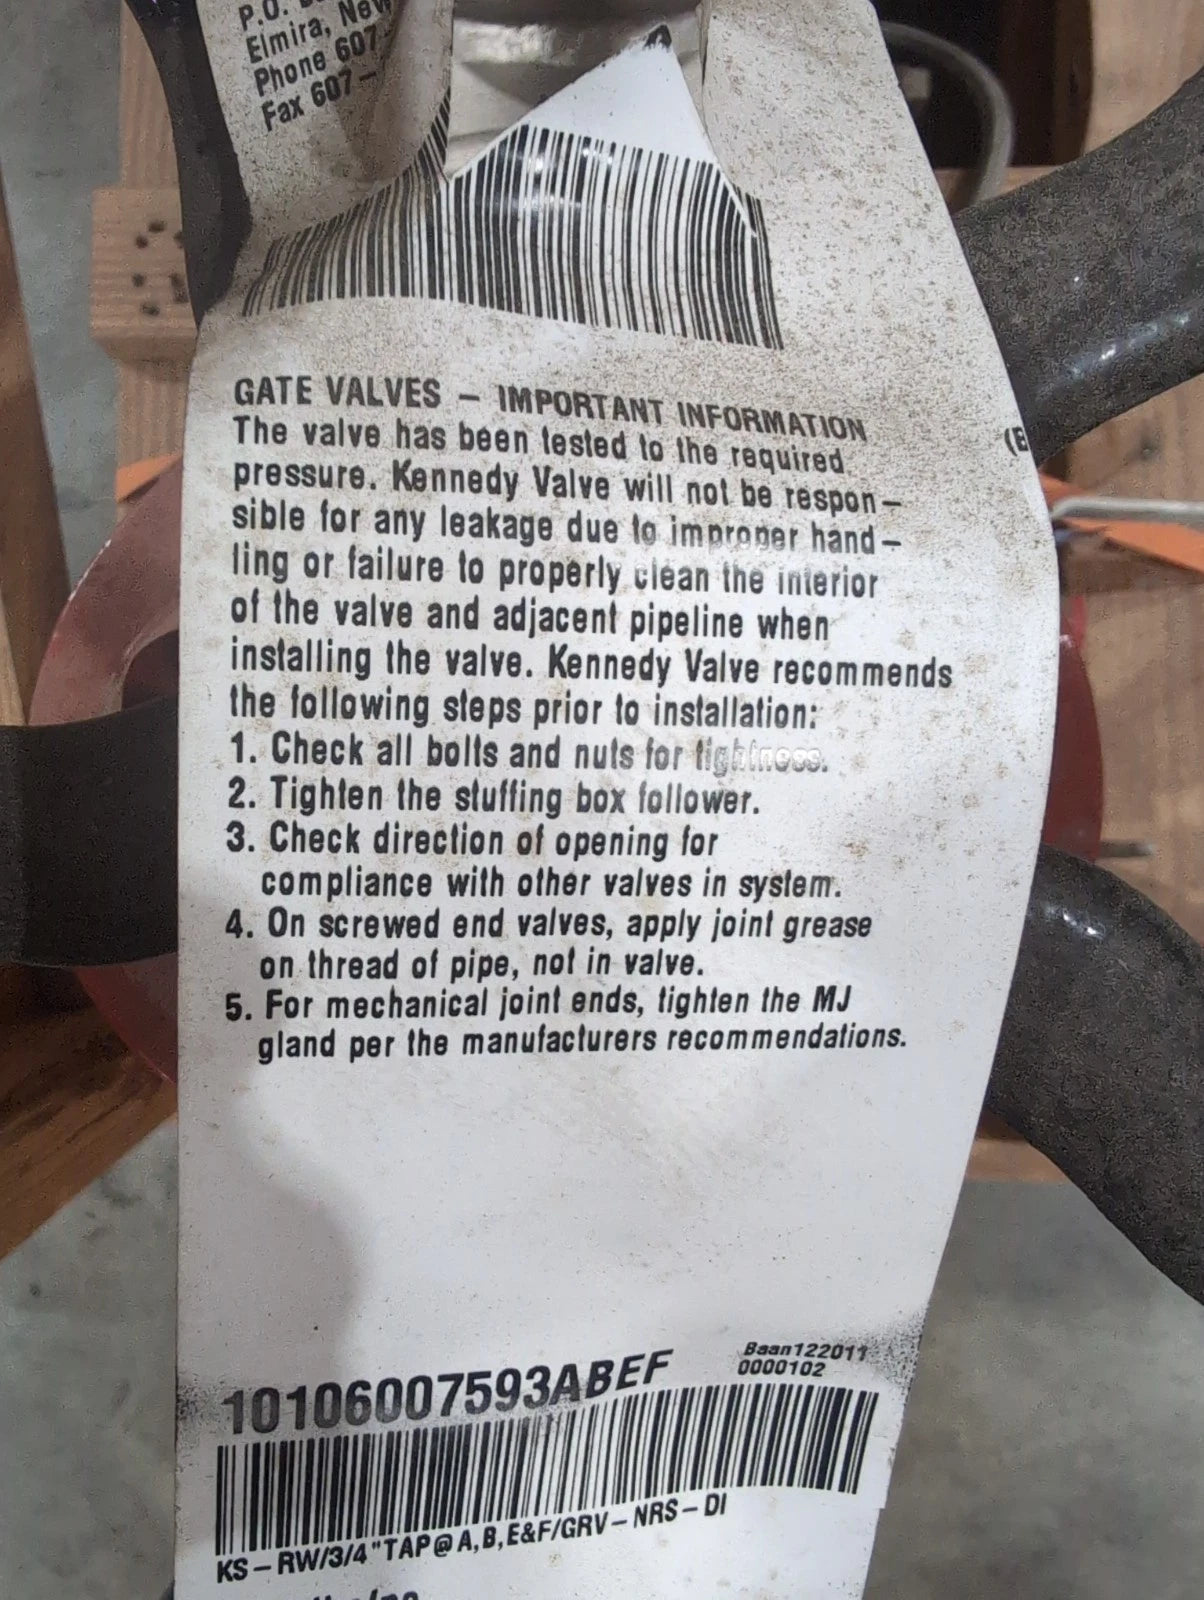 P.O.
Elmira, New
Phone 607-
Fax 607-
GATE VALVES - IMPORTANT INFORMATION
The valve has been tested to the required
pressure. Kennedy Valve will not be respon-
sible for any leakage due to improper hand-
ling or failure to properly clean the interior
of the valve and adjacent pipeline when
installing the valve. Kennedy Valve recommends
the following steps prior to installation:
1. Check all bolts and nuts for tightness.
2. Tighten the stuffing box follower.
3. Check direction of opening for
compliance with other valves in system.
4. On screwed end valves, apply joint grease
on thread of pipe, not in valve.
5. For mechanical joint ends, tighten the MJ
gland per the manufacturers recommendations.
(E
Baan122011
10106007593ABEF 0000102
KS-RW/3/4"TAP@A,B,E&F/GRV-NRS-DI